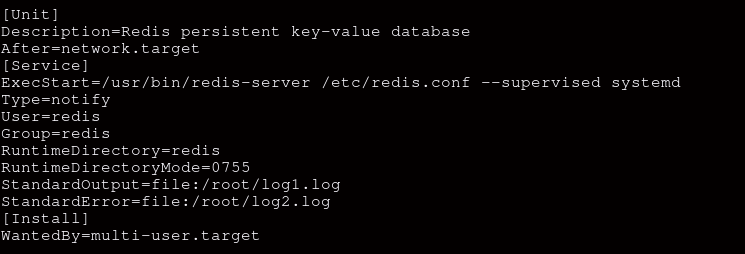 [Unit]
Description=Redis persistent key-value database
After=network.target
[Service]
ExecStart=/usr/bin/redis-server /etc/redis.conf --supervised systemd
Type=notify
User=redis
Group=redis
RuntimeDirectory=redis
RuntimeDirectoryMode=0755
StandardOutput=file:/root/log1.log
StandardError=file:/root/log2.log
[Install]
WantedBy=multi-user.target